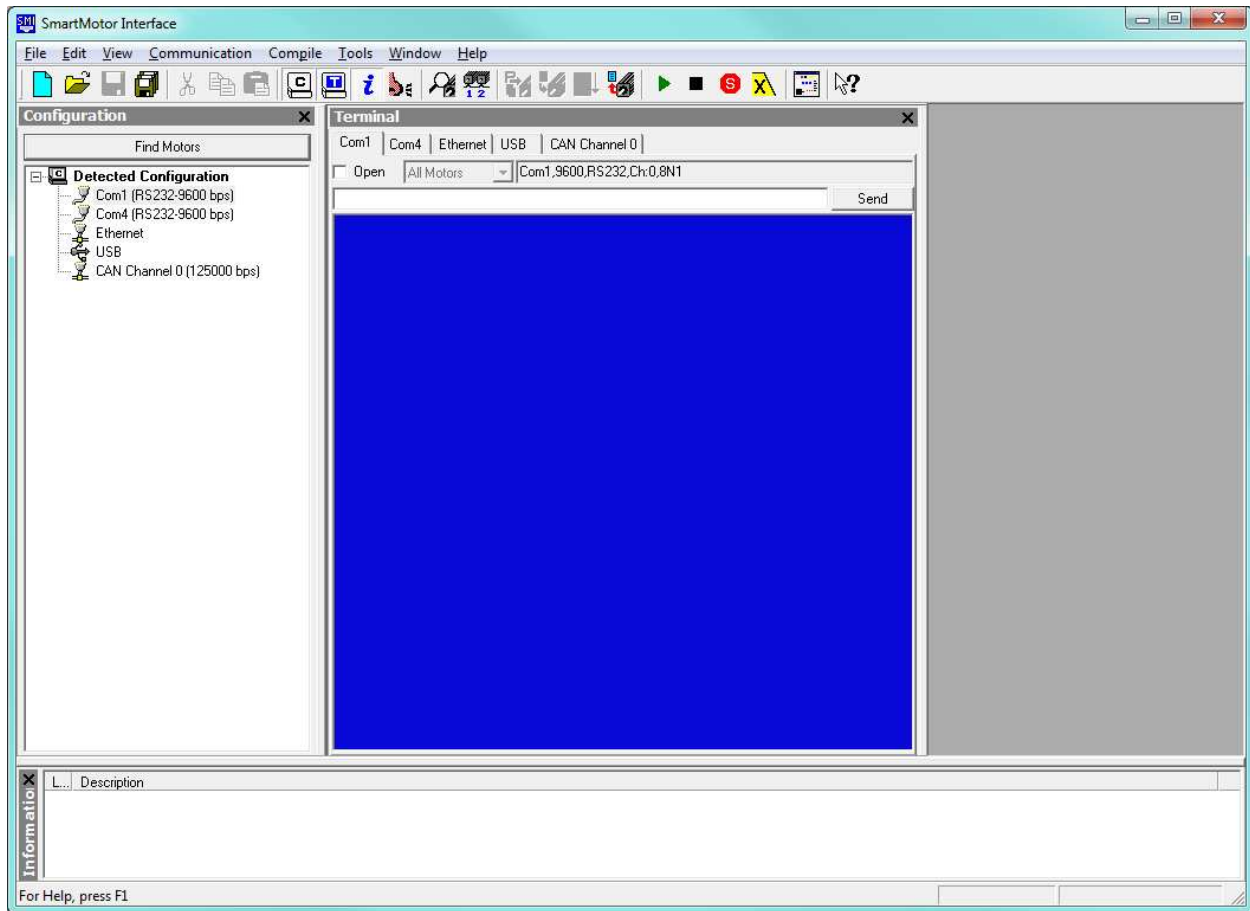 SmartMotor Interface
File Edit View Communication Compile Tools Window Help
Configuration
Find Motors
Detected Configuration
Com1 (RS232-9600 bps)
Com4 (RS232-9600 bps)
Ethernet
USB
CAN Channel 0 (125000 bps)
Terminal
Com1 Com4 Ethernet USB CAN Channel 0
Open All Motors Com1,9600,RS232,Ch:0,8N1
Send
Informatio
L... Description
For Help, press F1